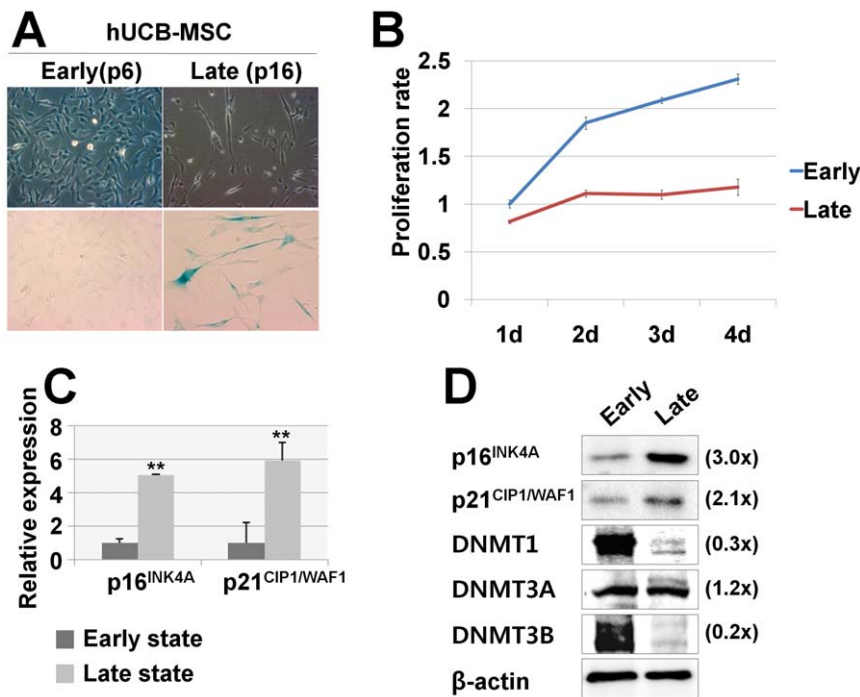 A
hUCB-MSC
Early(p6) Late (p16)
B
Proliferation rate
2.5
2
1.5
1
0.5
0
1d 2d 3d 4d
Early
Late
C
Relative expression
8
6
4
2
0
**
**
p16INK4A p21CIP1/WAF1
Early state
Late state
D
Early Late
p16INK4A (3.0x)
p21CIP1/WAF1 (2.1x)
DNMT1 (0.3x)
DNMT3A (1.2x)
DNMT3B (0.2x)
β-actin